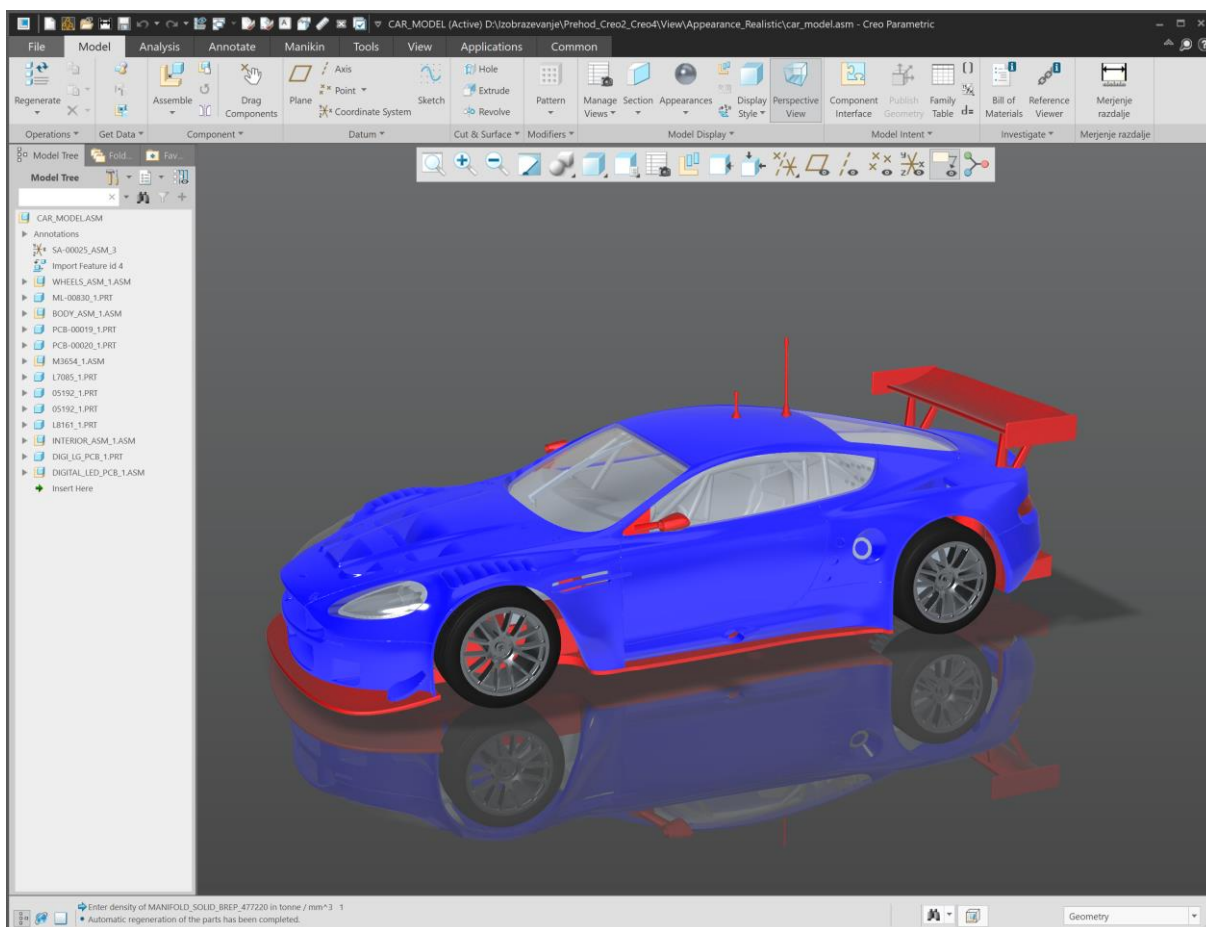 CAR_MODEL (Active) D:\Izobrazevanje\Prehod_Creo2_Creo4\View\Appearance_Realistic\car_model.asm - Creo Parametric
File Model Analysis Annotate Manikin Tools View Applications Common
Regenerate
Assemble
Drag Components
Plane
Axis
Point
Coordinate System
Sketch
Hole
Extrude
Revolve
Pattern
Manage Views
Section
Appearances
Display Style
Perspective View
Component Interface
Publish Geometry
Family Table
d=
Bill of Materials
Reference Viewer
Merjenje razdalje
Operations Get Data Component Datum Cut & Surface Modifiers Model Display Model Intent Investigate Merjenje razdalje
Model Tree Fold... Fav...
Model Tree
CAR_MODEL.ASM
Annotations
SA-00025_ASM_3
Import Feature id 4
WHEELS_ASM_1.ASM
ML-00830_1.PRT
BODY_ASM_1.ASM
PCB-00019_1.PRT
PCB-00020_1.PRT
M3654_1.ASM
L7085_1.PRT
05192_1.PRT
05192_1.PRT
L8161_1.PRT
INTERIOR_ASM_1.ASM
DIGI_LG_PCB_1.PRT
DIGITAL_LED_PCB_1.ASM
Insert Here
Enter density of MANIFOLD_SOLID_BREP_477220 in tonne / mm^3 1
• Automatic regeneration of the parts has been completed.
Geometry